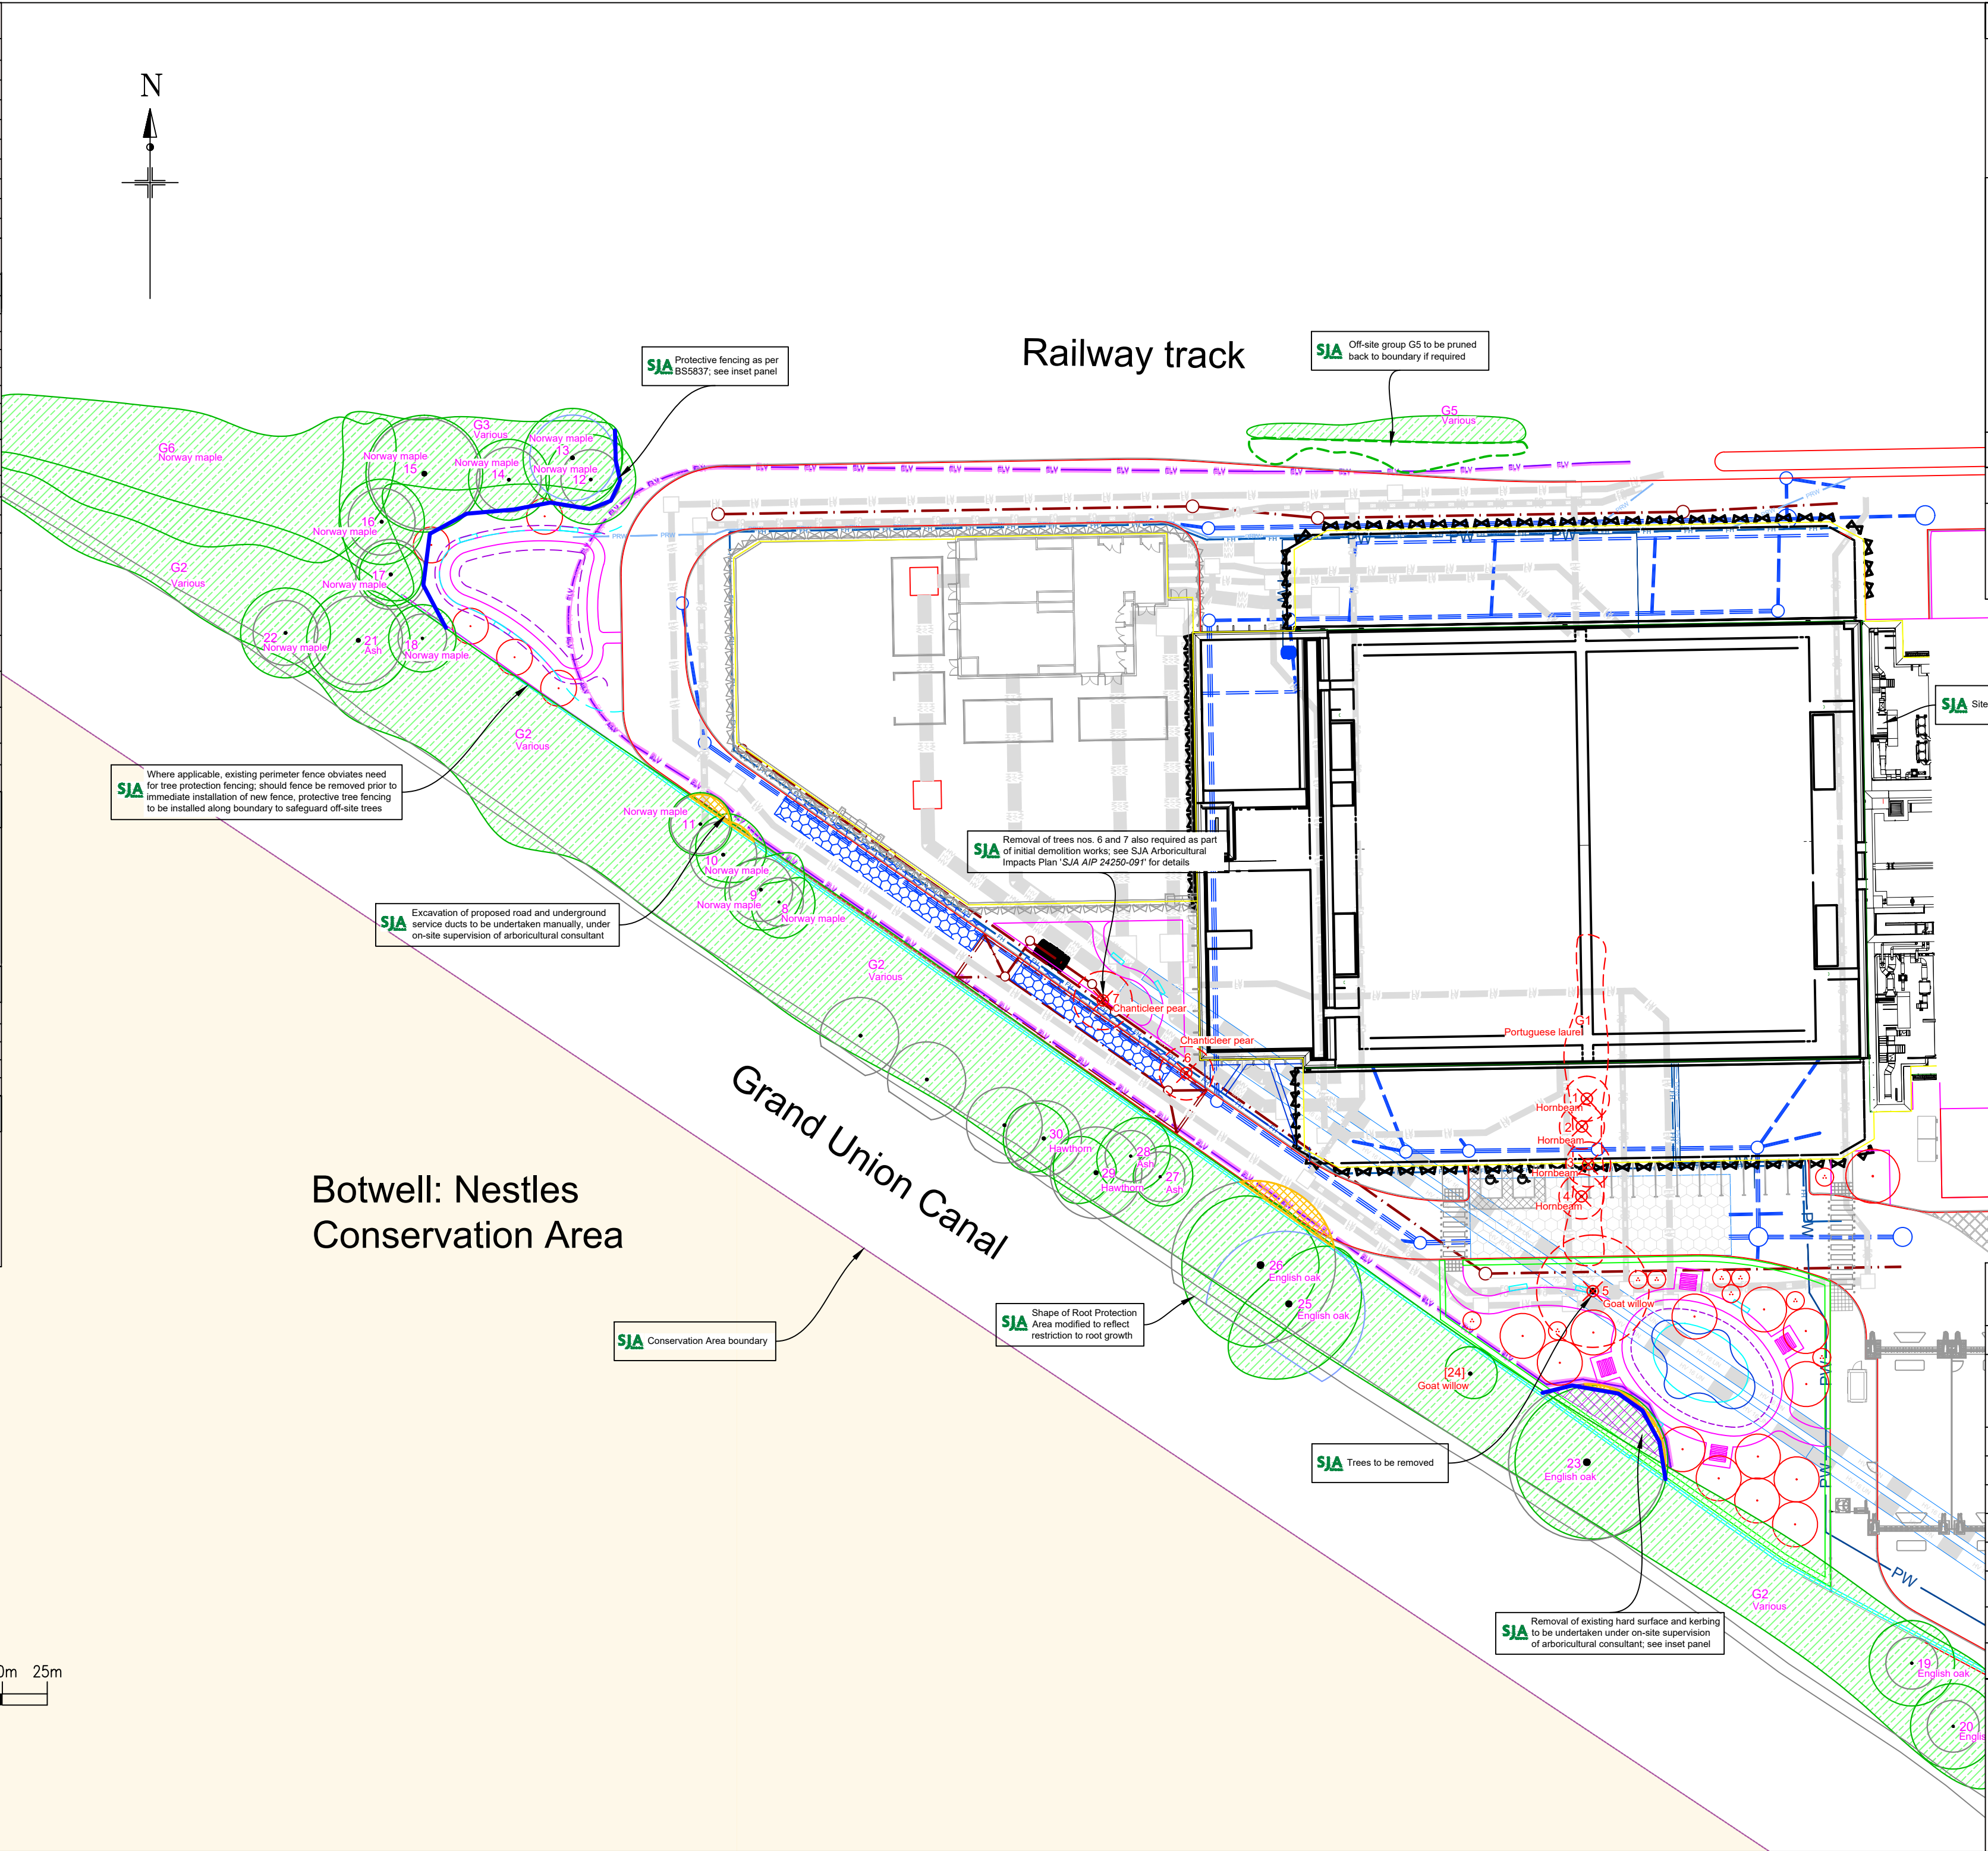 N
Railway track
SJA
Protective fencing as per
BS5837; see inset panel
SJA
Off-site group G5 to be pruned
back to boundary if required
G5
Various
G6
Norway maple
G3
Various
Norway maple
15
Norway maple
14
Norway maple
13
Norway maple
12
16
Norway maple
17
Norway maple
G2
Various
22
Norway maple
21
Ash
18
Norway maple
BLV
PRW
PRW
FH
PW
PW
PW
G2
Various
SJA
Site
SJA
Where applicable, existing perimeter fence obviates need
for tree protection fencing; should fence be removed prior to
immediate installation of new fence, protective tree fencing
to be installed along boundary to safeguard off-site trees
Norway maple
11
10
Norway maple
9
Norway maple
8
Norway maple
SJA
Removal of trees nos. 6 and 7 also required as part
of initial demolition works; see SJA Arboricultural
Impacts Plan 'SJA AIP 24250-091' for details
SJA
Excavation of proposed road and underground
service ducts to be undertaken manually, under
on-site supervision of arboricultural consultant
G2
Various
7
Chanticleer pear
Chanticleer pear
6
G1
Portuguese laurel
1
Hornbeam
2
Hornbeam
3
Hornbeam
4
Hornbeam
Grand Union Canal
30
Hawthorn
29
Hawthorn
28
Ash
27
Ash
Botwell: Nestles
Conservation Area
26
English oak
25
English oak
SJA
Shape of Root Protection
Area modified to reflect
restriction to root growth
SJA
Conservation Area boundary
5
Goat willow
[24]
Goat willow
PW
PW
PW
PW
SJA
Trees to be removed
23
English oak
SJA
Removal of existing hard surface and kerbing
to be undertaken under on-site supervision
of arboricultural consultant; see inset panel
G2
Various
19
English oak
20
0m 25m